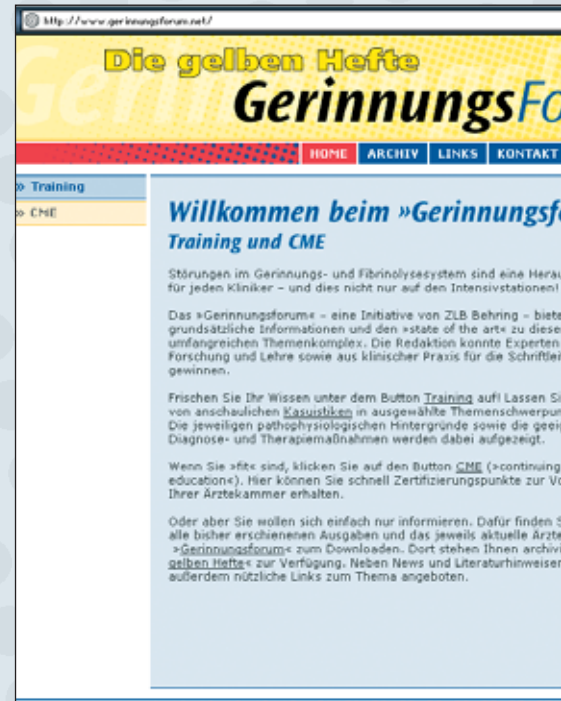 http://www.gerinnungsforum.net/
Die gelben Hefte
GerinnungsFo
HOME ARCHIV LINKS KONTAKT
» Training
» CME
Willkommen beim »Gerinnungsfo
Training und CME
Störungen im Gerinnungs- und Fibrinolysesystem sind eine Herau
für jeden Kliniker – und dies nicht nur auf den Intensivstationen!
Das »Gerinnungsforum« – eine Initiative von ZLB Behring – biete
grundsätzliche Informationen und den »state of the art« zu diese
umfangreichen Themenkomplex. Die Redaktion konnte Experten
Forschung und Lehre sowie aus klinischer Praxis für die Schriftlei
gewinnen.
Frischen Sie Ihr Wissen unter dem Button Training auf! Lassen Si
von anschaulichen Kasuistiken in ausgewählte Themenschwerpun
Die jeweiligen pathophysiologischen Hintergründe sowie die geei
Diagnose- und Therapiemaßnahmen werden dabei aufgezeigt.
Wenn Sie »fit« sind, klicken Sie auf den Button CME (»continuing
education«). Hier können Sie schnell Zertifizierungspunkte zur Vo
Ihrer Ärztekammer erhalten.
Oder aber Sie wollen sich einfach nur informieren. Dafür finden S
alle bisher erschienenen Ausgaben und das jeweils aktuelle Ärzte
»Gerinnungsforum« zum Downloaden. Dort stehen Ihnen archivi
gelben Hefte« zur Verfügung. Neben News und Literaturhinweisen
außerdem nützliche Links zum Thema angeboten.